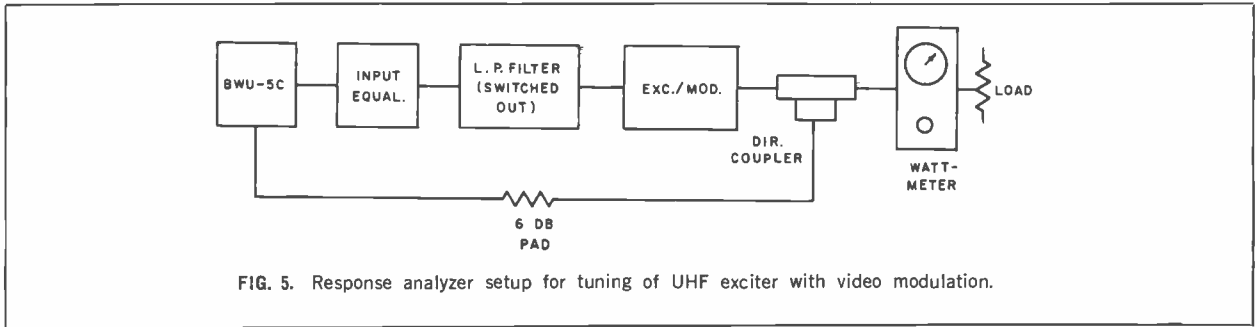 BWU-5C
INPUT
EQUAL.
L. P. FILTER
(SWITCHED
OUT)
EXC./MOD.
DIR.
COUPLER
WATT-
METER
LOAD
6 DB
PAD
FIG. 5. Response analyzer setup for tuning of UHF exciter with video modulation.